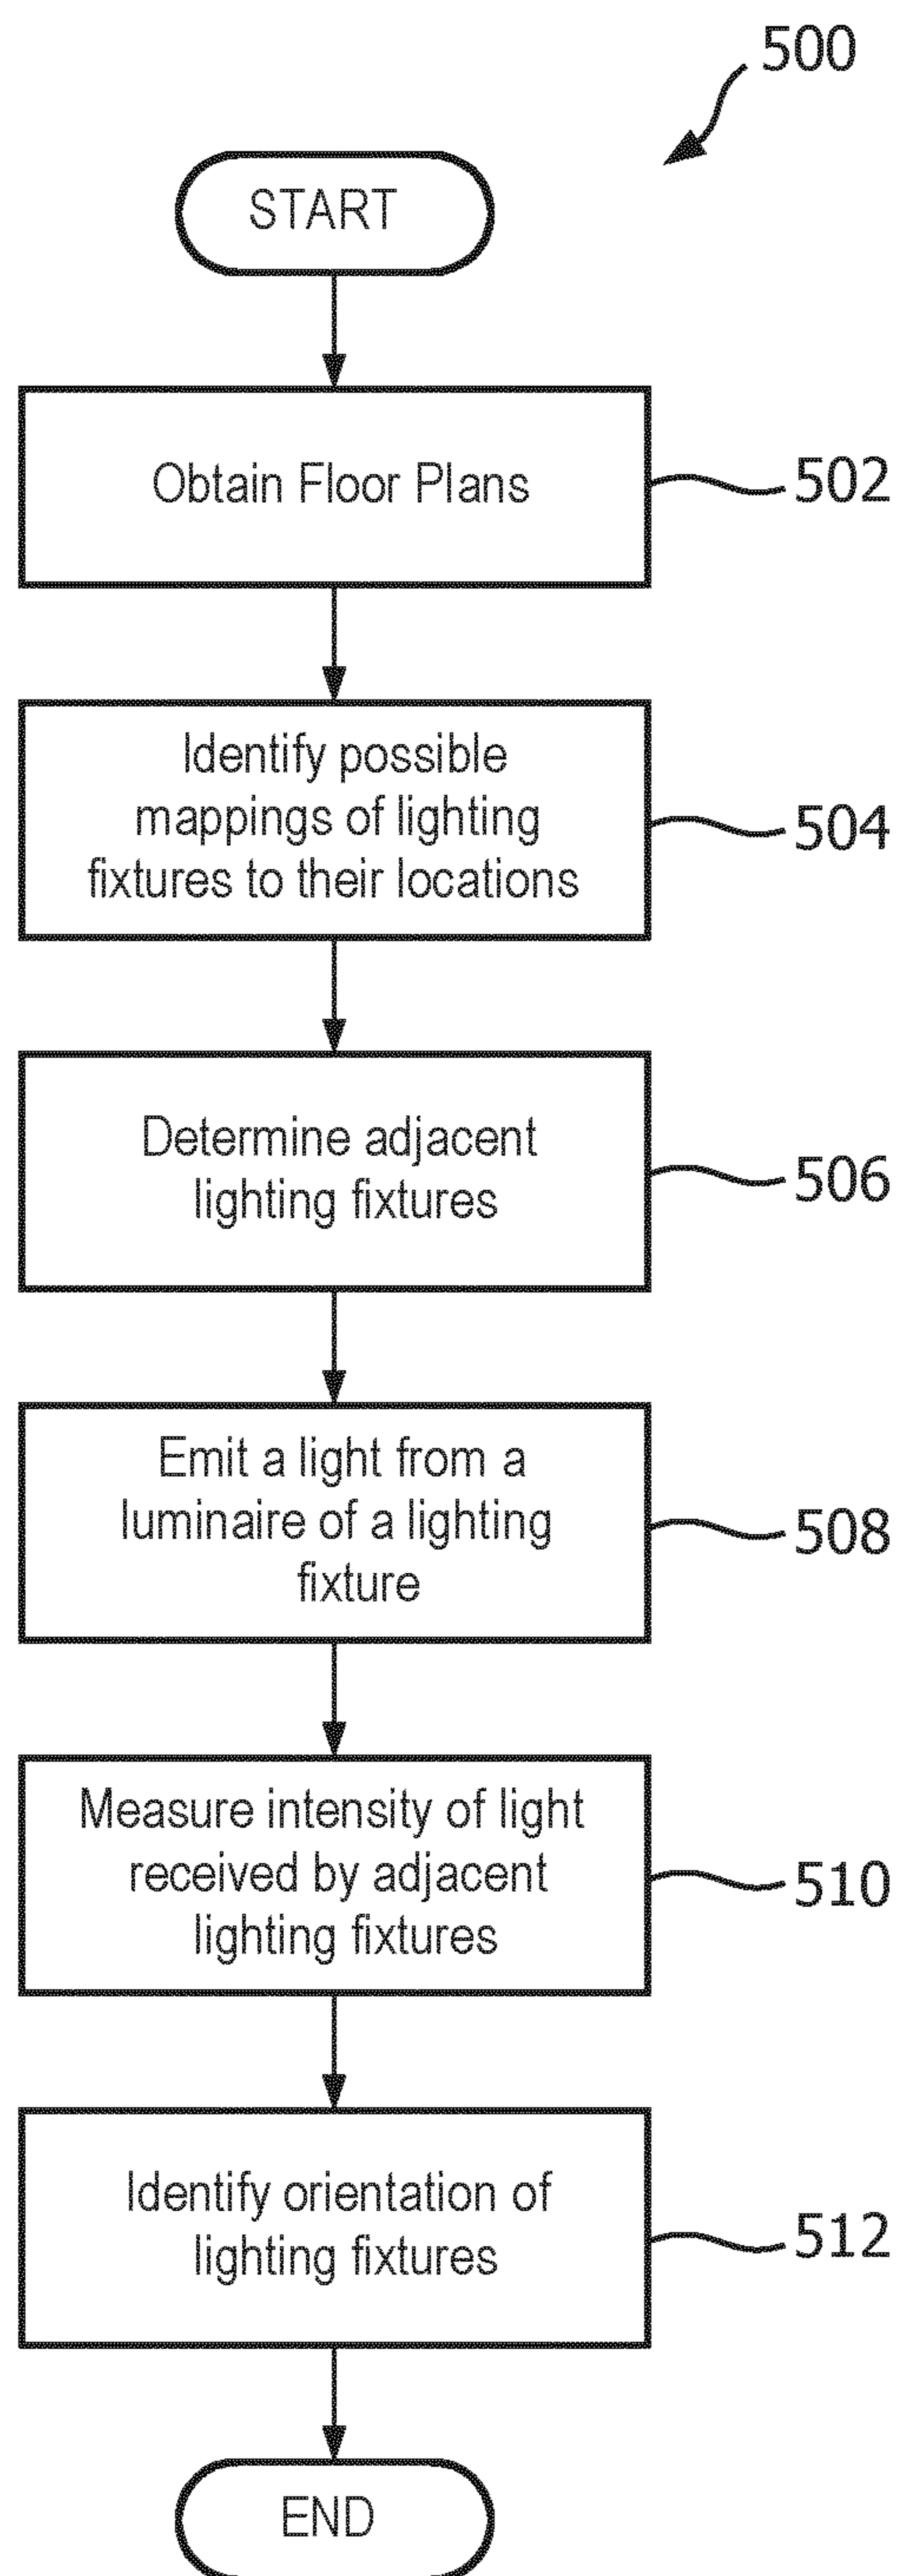 500
START
Obtain Floor Plans
502
Identify possible
mappings of lighting
fixtures to their locations
504
Determine adjacent
lighting fixtures
506
Emit a light from a
luminaire of a lighting
fixture
508
Measure intensity of light
received by adjacent
lighting fixtures
510
Identify orientation of
lighting fixtures
512
END